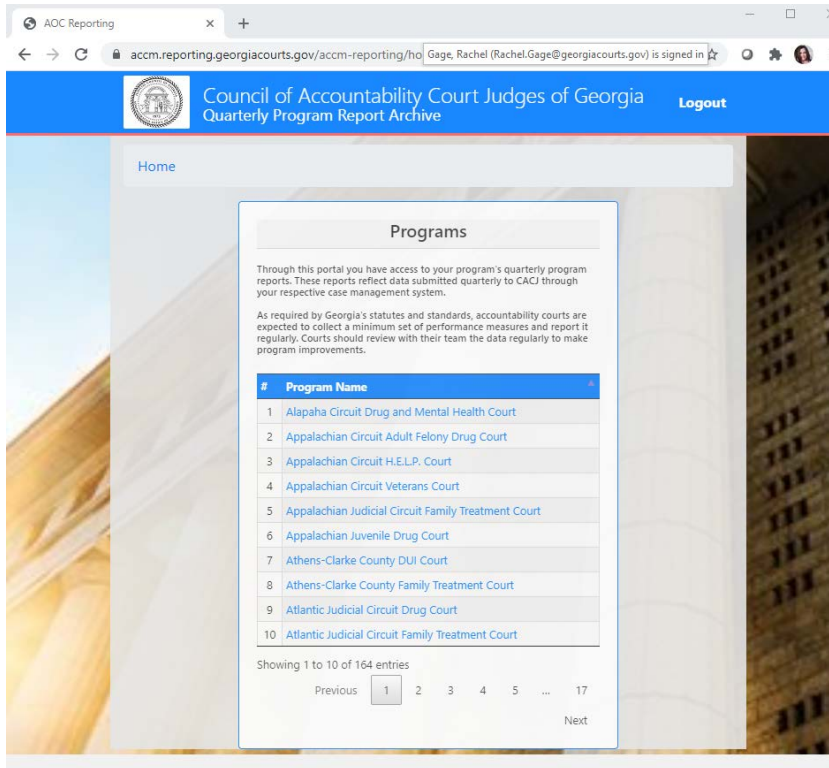 AOC Reporting
accm.reporting.georgiacourts.gov/accm-reporting/ho
Gage, Rachel (Rachel.Gage@georgiacourts.gov) is signed in
Council of Accountability Court Judges of Georgia
Quarterly Program Report Archive
Logout
Home
Programs
Through this portal you have access to your program's quarterly program
reports. These reports reflect data submitted quarterly to CACJ through
your respective case management system.
As required by Georgia's statutes and standards, accountability courts are
expected to collect a minimum set of performance measures and report it
regularly. Courts should review with their team the data regularly to make
program improvements.
# Program Name
1 Alapaha Circuit Drug and Mental Health Court
2 Appalachian Circuit Adult Felony Drug Court
3 Appalachian Circuit H.E.L.P. Court
4 Appalachian Circuit Veterans Court
5 Appalachian Judicial Circuit Family Treatment Court
6 Appalachian Juvenile Drug Court
7 Athens-Clarke County DUI Court
8 Athens-Clarke County Family Treatment Court
9 Atlantic Judicial Circuit Drug Court
10 Atlantic Judicial Circuit Family Treatment Court
Showing 1 to 10 of 164 entries
Previous 1 2 3 4 5 ... 17
Next